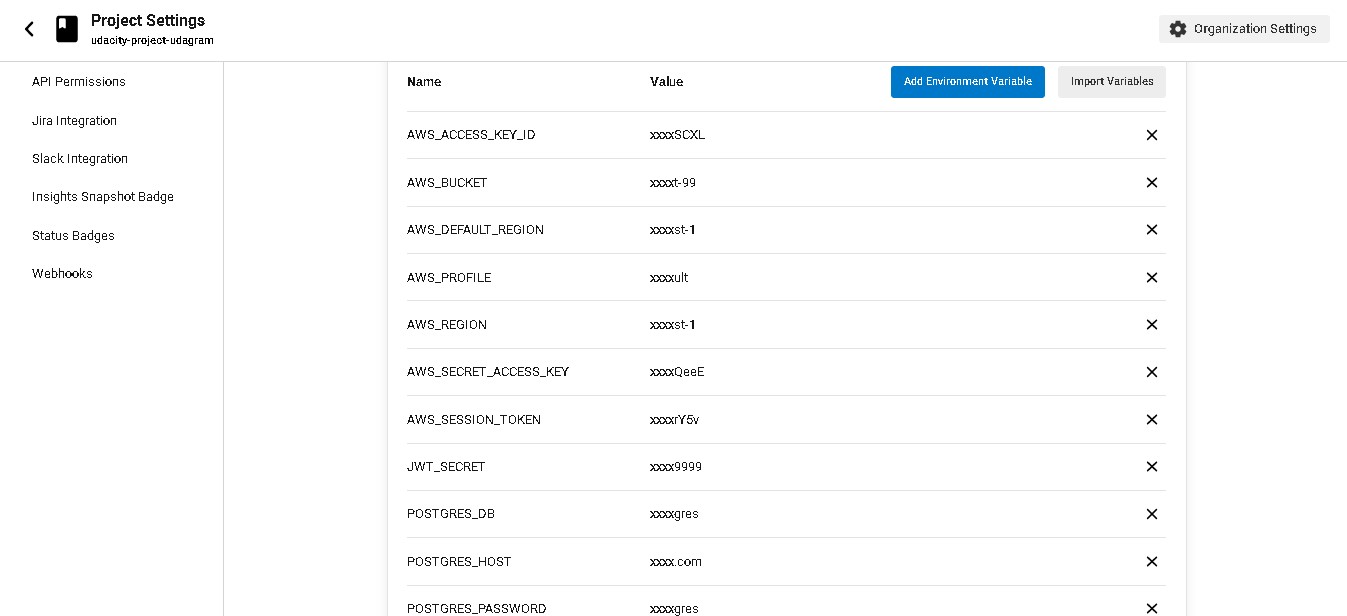 Project Settings
udacity-project-udagram
Organization Settings
API Permissions
Jira Integration
Slack Integration
Insights Snapshot Badge
Status Badges
Webhooks
Name Value Add Environment Variable Import Variables
AWS_ACCESS_KEY_ID xxxxSCXL
AWS_BUCKET xxxxt-99
AWS_DEFAULT_REGION xxxxst-1
AWS_PROFILE xxxxult
AWS_REGION xxxxst-1
AWS_SECRET_ACCESS_KEY xxxxQeeE
AWS_SESSION_TOKEN xxxxrY5v
JWT_SECRET xxxx9999
POSTGRES_DB xxxxgres
POSTGRES_HOST xxxx.com
POSTGRES_PASSWORD xxxxgres